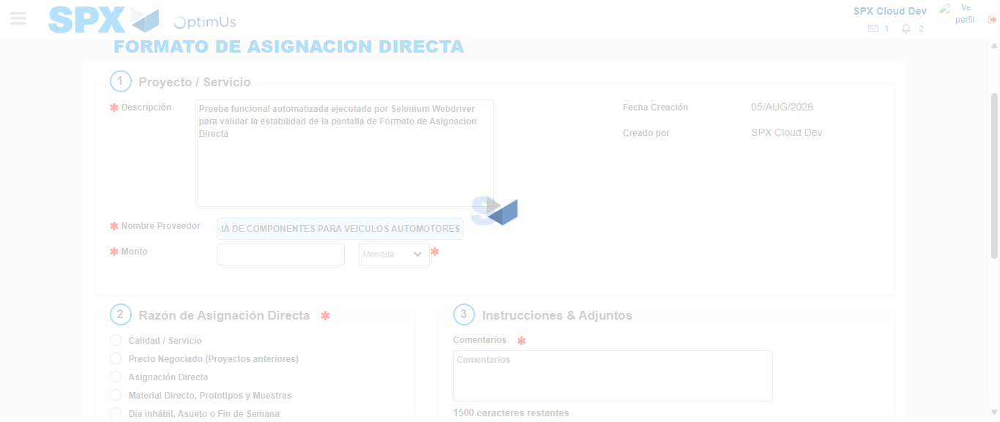 SPX
OptimUs
SPX Cloud Dev
1
2
Ve
perfil
FORMATO DE ASIGNACION DIRECTA
1 Proyecto / Servicio
✱ Descripción
Prueba funcional automatizada ejecutada por Selenium Webdriver
para validar la estabilidad de la pantalla de Formato de Asignacion
Directa
Fecha Creación 05/AUG/2026
Creado por SPX Cloud Dev
✱ Nombre Proveedor IA DE COMPONENTES PARA VEICULOS AUTOMOTORES
✱ Monto Moneda ✱
2 Razón de Asignación Directa ✱
Calidad / Servicio
Precio Negociado (Proyectos anteriores)
Asignación Directa
Material Directo, Prototipos y Muestras
Día inhábil, Asueto o Fin de Semana
3 Instrucciones & Adjuntos
Comentarios ✱
Comentarios
1500 caracteres restantes